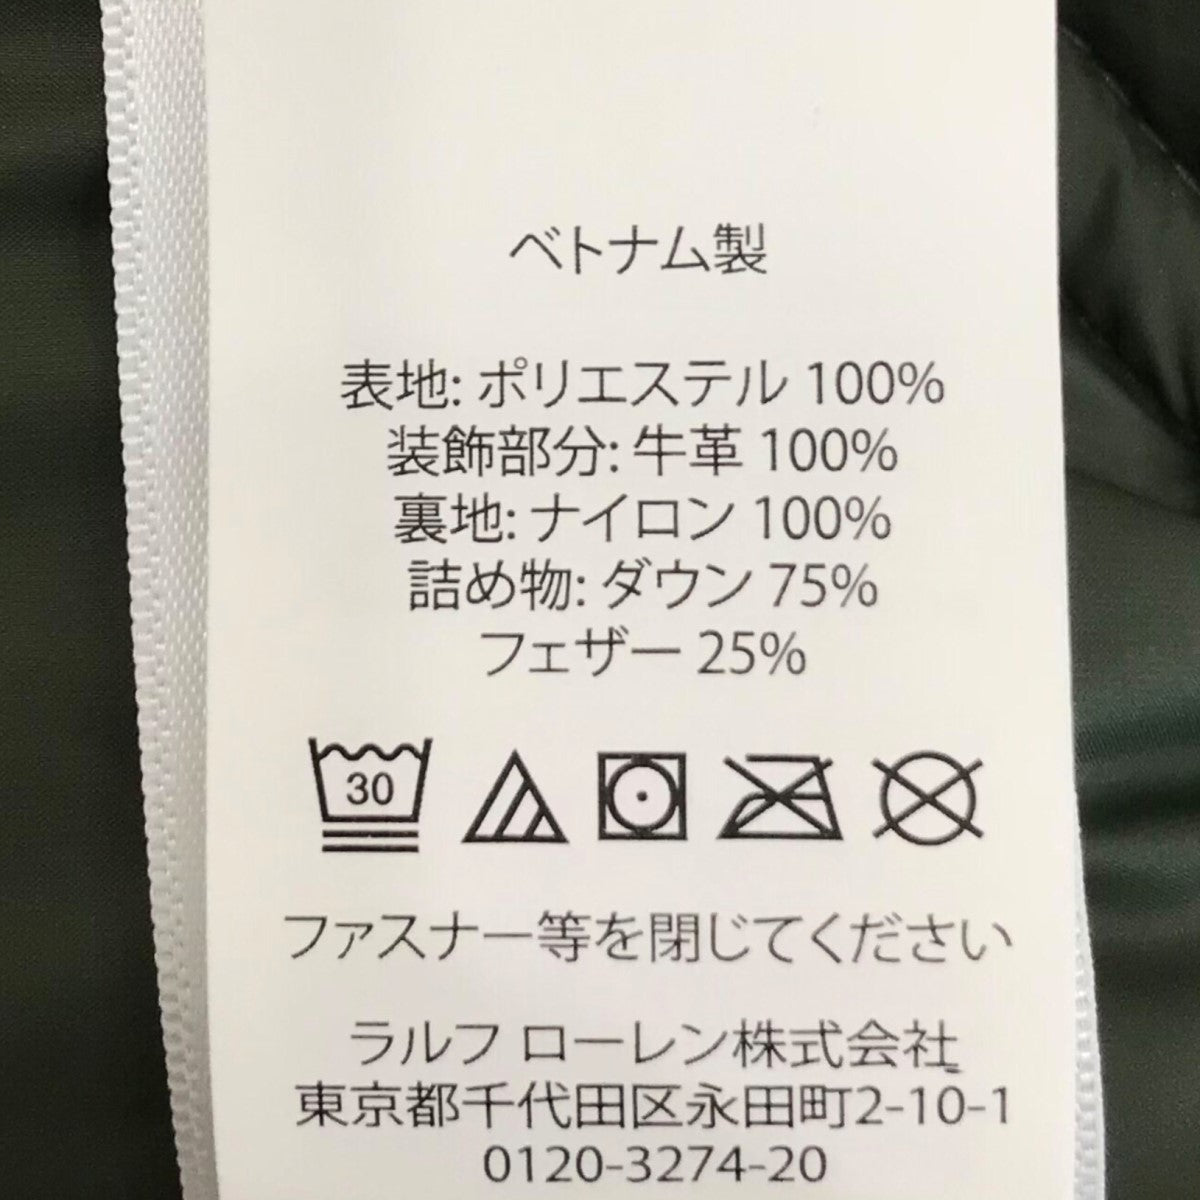 ベトナム製
表地: ポリエステル 100%
装飾部分: 牛革 100%
裏地: ナイロン 100%
詰め物: ダウン 75%
フェザー 25%
30
ファスナー等を閉じてください
ラルフ ローレン株式会社
東京都千代田区永田町2-10-1
0120-3274-20